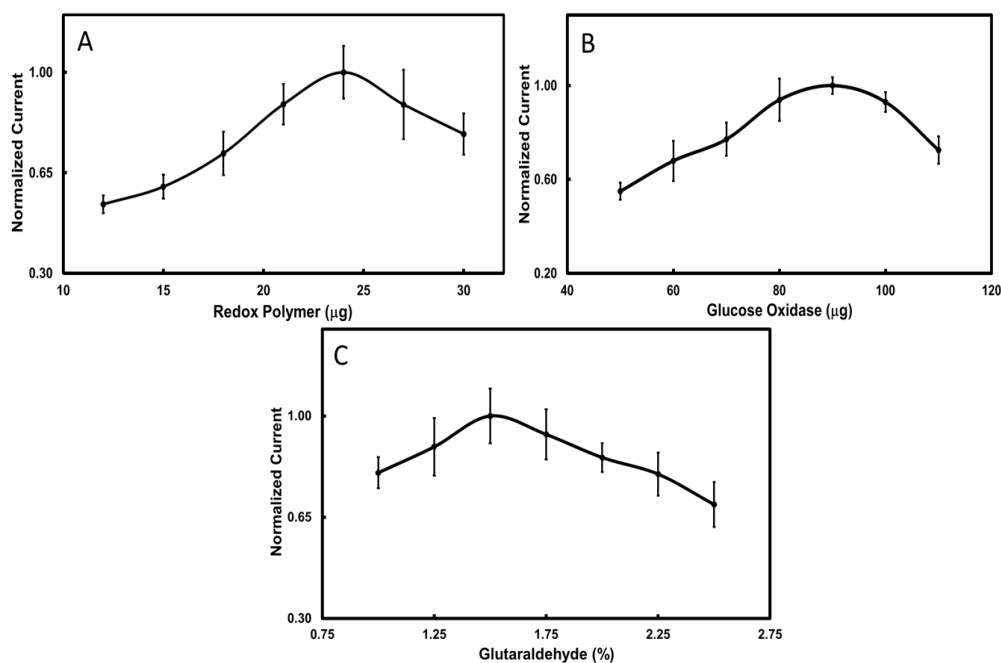 A
Normalized Current
1.00
0.65
0.30
10 15 20 25 30
Redox Polymer (µg)
B
Normalized Current
1.00
0.60
0.20
40 60 80 100 120
Glucose Oxidase (µg)
C
Normalized Current
1.00
0.65
0.30
0.75 1.25 1.75 2.25 2.75
Glutaraldehyde (%)